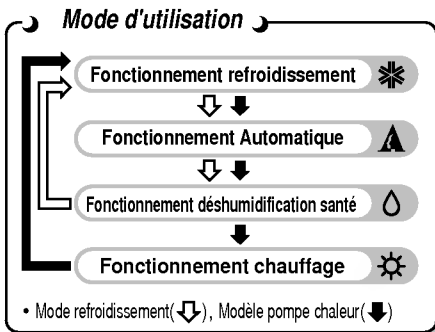 Mode d'utilisation
Fonctionnement refroidissement
Fonctionnement Automatique
Fonctionnement déshumidification santé
Fonctionnement chauffage
• Mode refroidissement(), Modèle pompe chaleur()